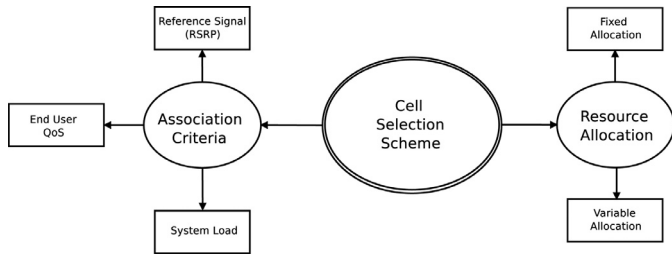 Reference Signal
(RSRP)
Fixed
Allocation
End User
QoS
Association
Criteria
Cell
Selection
Scheme
Resource
Allocation
System Load
Variable
Allocation